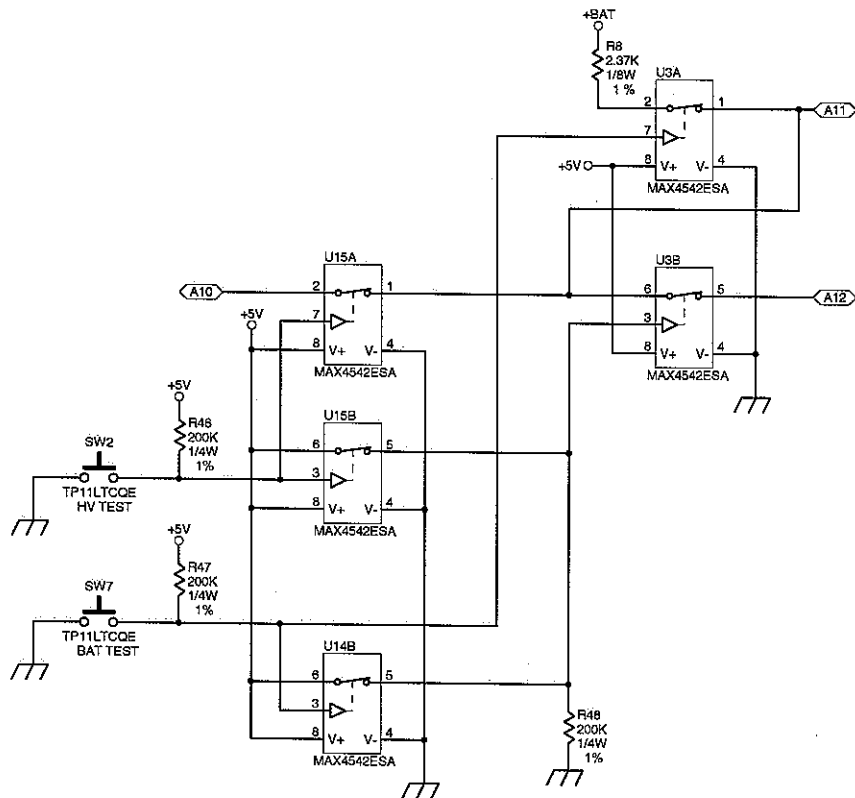 +BAT
R8
2.37K
1/8W
1 %
U3A
2
1
A11
7
8
V+
V-
4
+5V
MAX4542ESA
U15A
A10
2
1
7
+5V
8
V+
V-
4
MAX4542ESA
U3B
6
5
A12
3
8
V+
V-
4
MAX4542ESA
+5V
R46
200K
1/4W
1%
SW2
TP11LTCQE
HV TEST
U15B
6
5
3
8
V+
V-
4
MAX4542ESA
+5V
R47
200K
1/4W
1%
SW7
TP11LTCQE
BAT TEST
U14B
6
5
3
8
V+
V-
4
MAX4542ESA
R48
200K
1/4W
1%